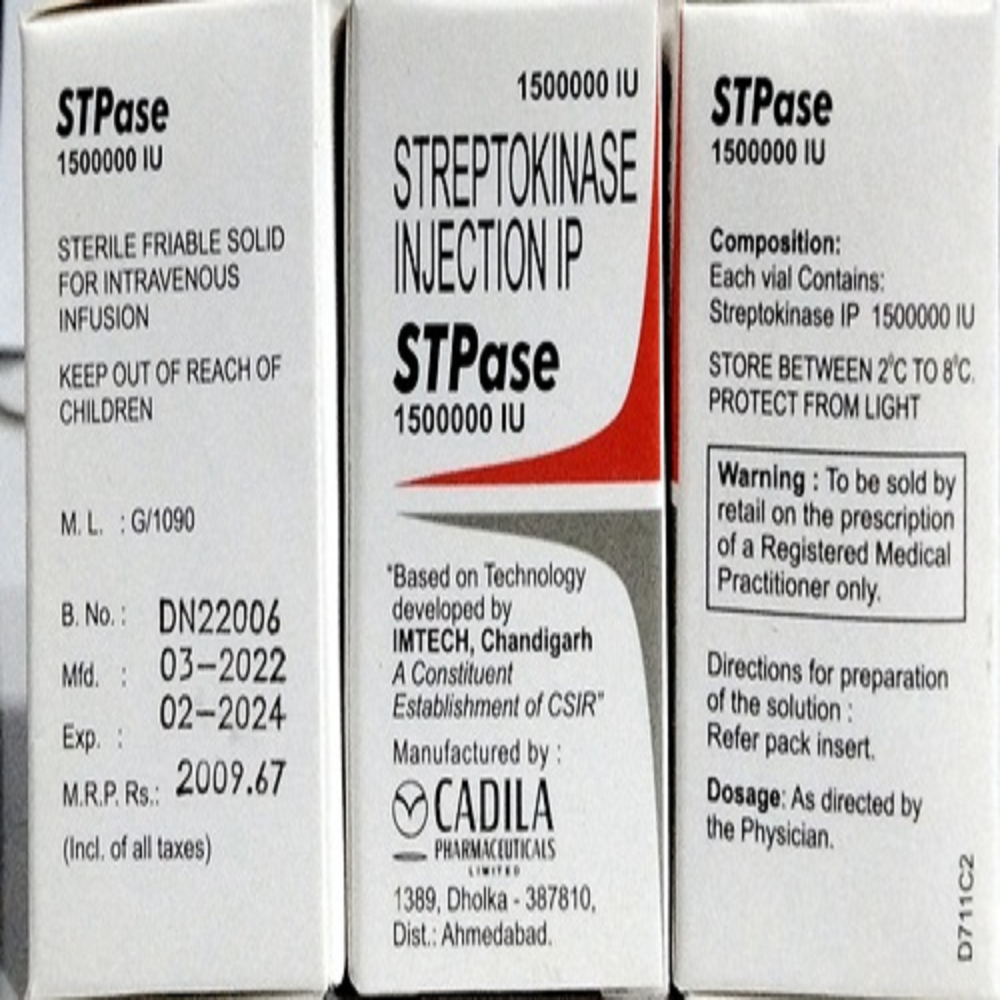 STPase
1500000 IU
STERILE FRIABLE SOLID
FOR INTRAVENOUS
INFUSION
KEEP OUT OF REACH OF
CHILDREN
M. L. : G/1090
B. No. : DN22006
Mfd. : 03-2022
Exp. : 02-2024
M.R.P. Rs.: 2009.67
(Incl. of all taxes)
1500000 IU
STREPTOKINASE
INJECTION IP
STPase
1500000 IU
"Based on Technology
developed by
IMTECH, Chandigarh
A Constituent
Establishment of CSIR"
Manufactured by :
CADILA
PHARMACEUTICALS
LIMITED
1389, Dholka - 387810,
Dist.: Ahmedabad.
STPase
1500000 IU
Composition:
Each vial Contains:
Streptokinase IP 1500000 IU
STORE BETWEEN 2°C TO 8°C.
PROTECT FROM LIGHT
Warning : To be sold by
retail on the prescription
of a Registered Medical
Practitioner only.
Directions for preparation
of the solution :
Refer pack insert.
Dosage: As directed by
the Physician.
D711C2